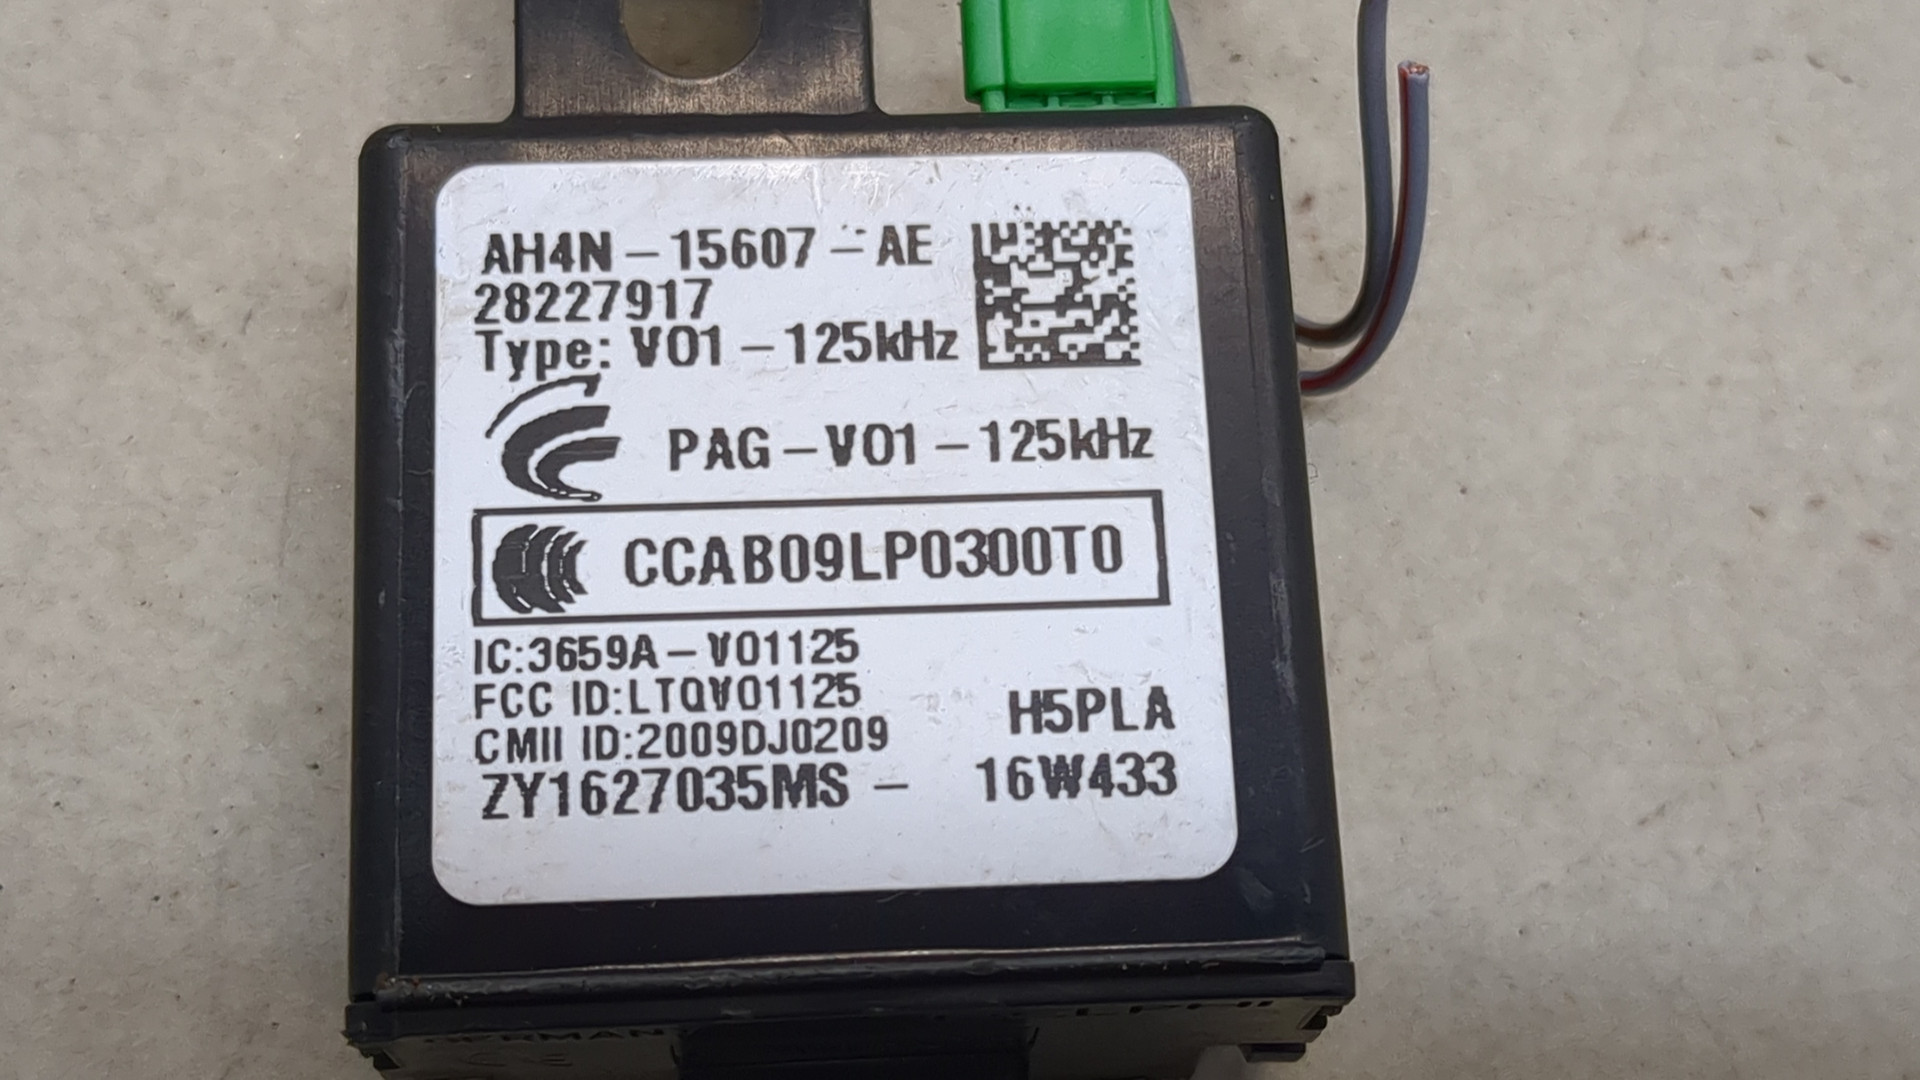 AH4N-15607-AE
28227917
Type: V01-125kHz
PAG-V01-125kHz
CCAB09LP0300T0
IC:3659A-V01125
FCC ID:LTQV01125
CMII ID:2009DJ0209
H5PLA
ZY1627035MS - 16W433